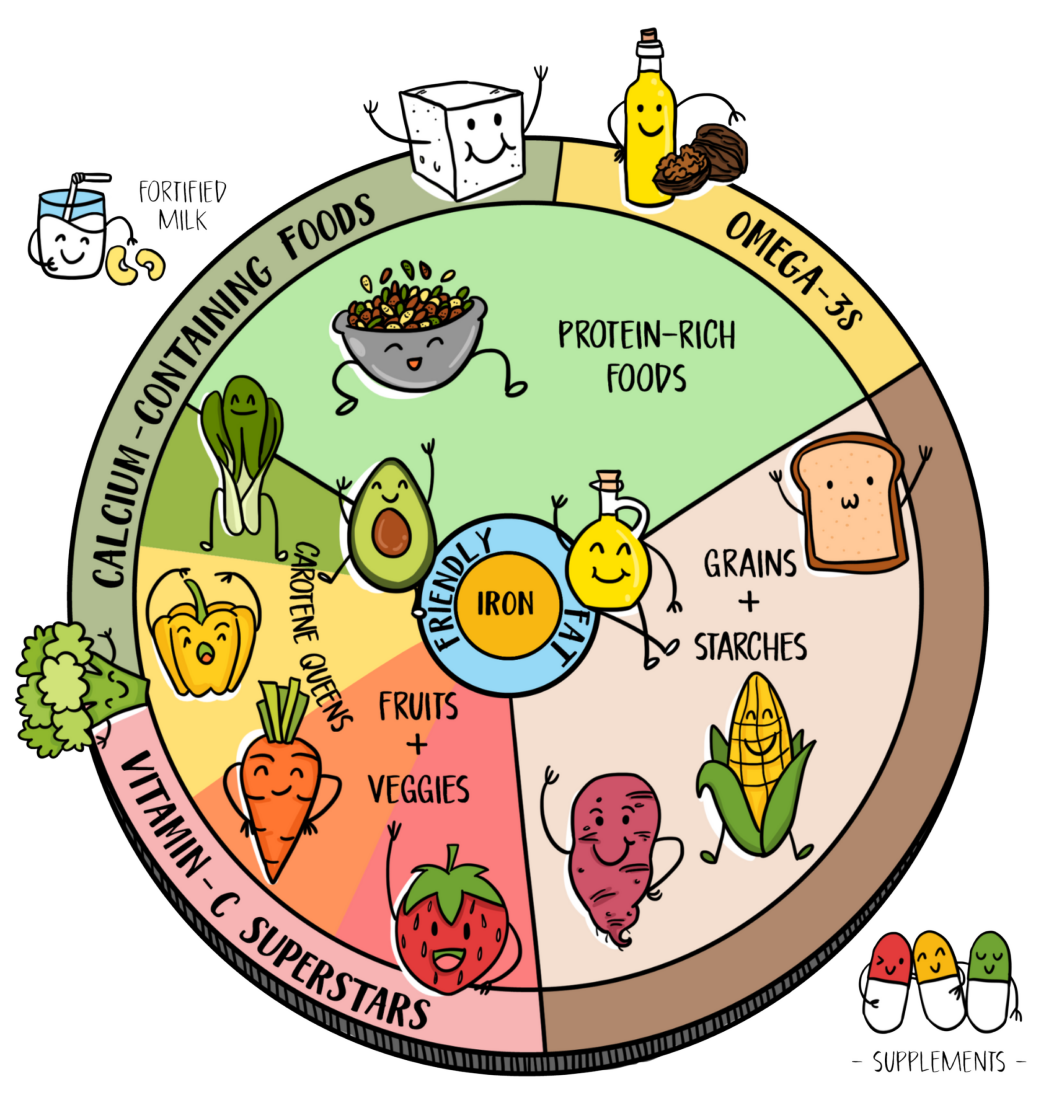 FORTIFIED
MILK
CALCIUM-CONTAINING FOODS
OMEGA-3S
PROTEIN-RICH
FOODS
CAROTENE QUEENS
FRIENDLY FAT
IRON
GRAINS
+
STARCHES
FRUITS
+
VEGGIES
VITAMIN-C SUPERSTARS
- SUPPLEMENTS -